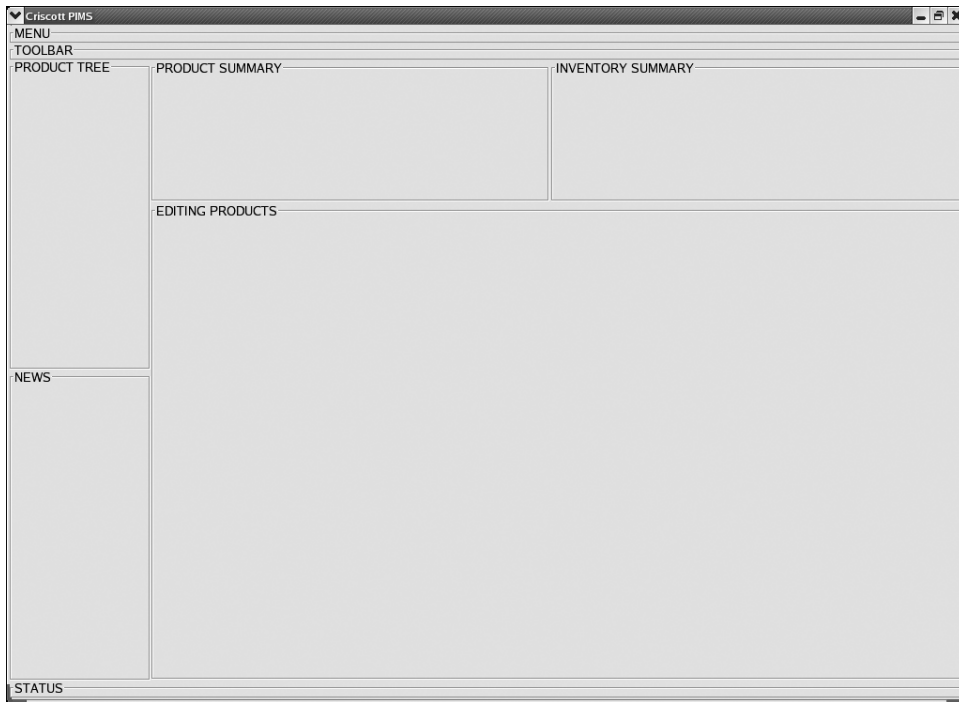 Criscott PIMS
MENU
TOOLBAR
PRODUCT TREE
PRODUCT SUMMARY
INVENTORY SUMMARY
EDITING PRODUCTS
NEWS
STATUS